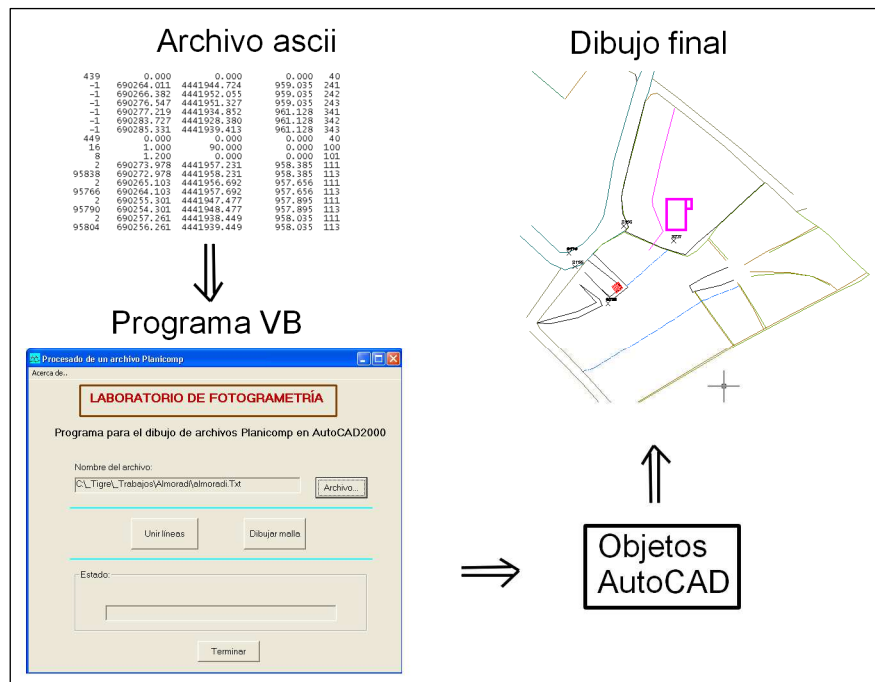 Archivo ascii
439 0.000 0.000 0.000 40
-1 690264.011 4441944.724 959.035 241
-1 690266.382 4441952.055 959.035 242
-1 690276.547 4441951.327 959.035 243
-1 690277.219 4441934.852 961.128 341
-1 690283.727 4441928.380 961.128 342
-1 690285.331 4441939.413 961.128 343
449 0.000 0.000 0.000 40
16 1.000 90.000 0.000 100
8 1.200 0.000 0.000 101
2 690273.978 4441957.231 958.385 111
95838 690272.978 4441958.231 958.385 113
2 690265.103 4441956.692 957.656 111
95766 690264.103 4441957.692 957.656 113
2 690255.301 4441947.477 957.895 111
95790 690254.301 4441948.477 957.895 113
2 690257.261 4441938.449 958.035 111
95804 690256.261 4441939.449 958.035 113
Programa VB
Procesado de un archivo Planicomp
Acerca de..
LABORATORIO DE FOTOGRAMETRÍA
Programa para el dibujo de archivos Planicomp en AutoCAD2000
Nombre del archivo:
C:\_Tigre\_Trabajos\Almoradi\almoradi.Txt
Archivo...
Unir líneas
Dibujar malla
Estado:
Terminar
Dibujo final
Objetos
AutoCAD